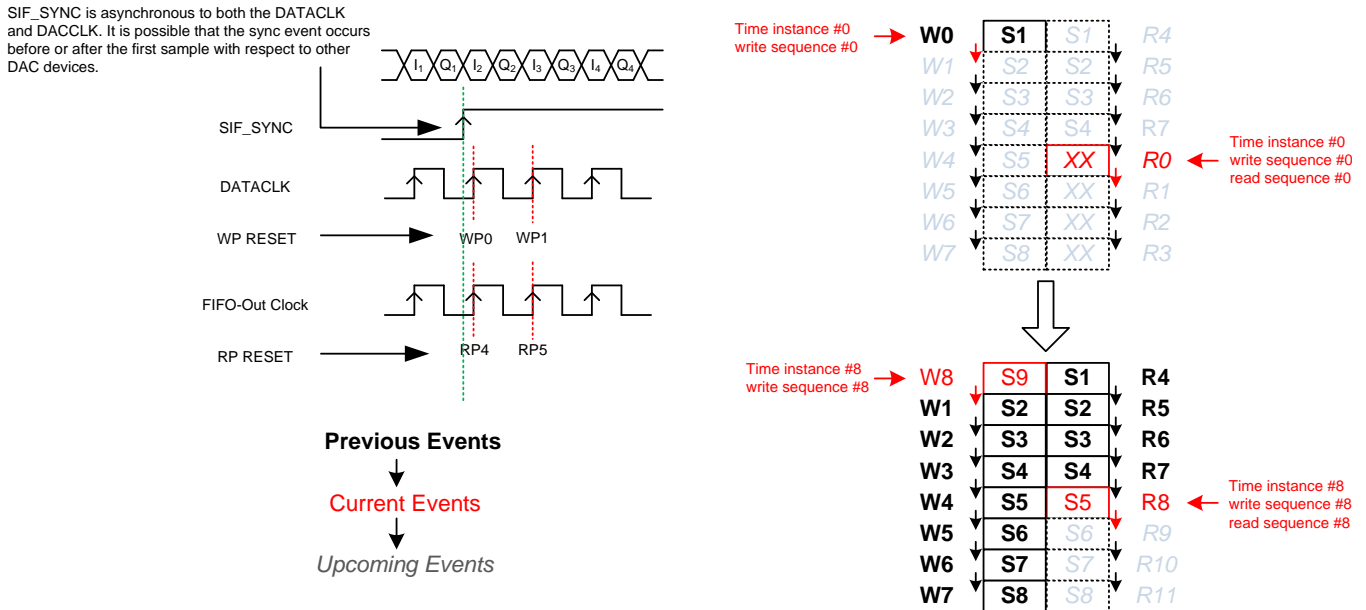 SIF_SYNC is asynchronous to both the DATACLK
and DACCLK. It is possible that the sync event occurs
before or after the first sample with respect to other
DAC devices.
I1 Q1 I2 Q2 I3 Q3 I4 Q4
SIF_SYNC
DATACLK
WP RESET
WP0 WP1
FIFO-Out Clock
RP RESET
RP4 RP5
Previous Events
Current Events
Upcoming Events
Time instance #0
write sequence #0
W0 S1 S1 R4
W1 S2 S2 R5
W2 S3 S3 R6
W3 S4 S4 R7
W4 S5 XX R0
W5 S6 XX R1
W6 S7 XX R2
W7 S8 XX R3
Time instance #0
write sequence #0
read sequence #0
Time instance #8
write sequence #8
W8 S9 S1 R4
W1 S2 S2 R5
W2 S3 S3 R6
W3 S4 S4 R7
W4 S5 S5 R8
W5 S6 S6 R9
W6 S7 S7 R10
W7 S8 S8 R11
Time instance #8
write sequence #8
read sequence #8